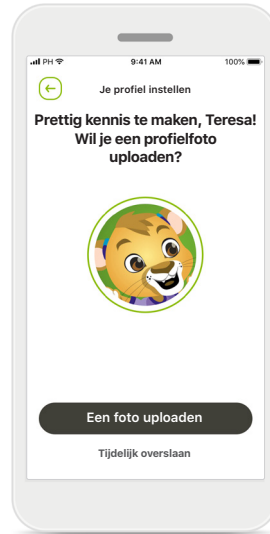 PH 9:41 AM 100%
Je profiel instellen
Prettig kennis te maken, Teresa!
Wil je een profielfoto
uploaden?
Een foto uploaden
Tijdelijk overslaan